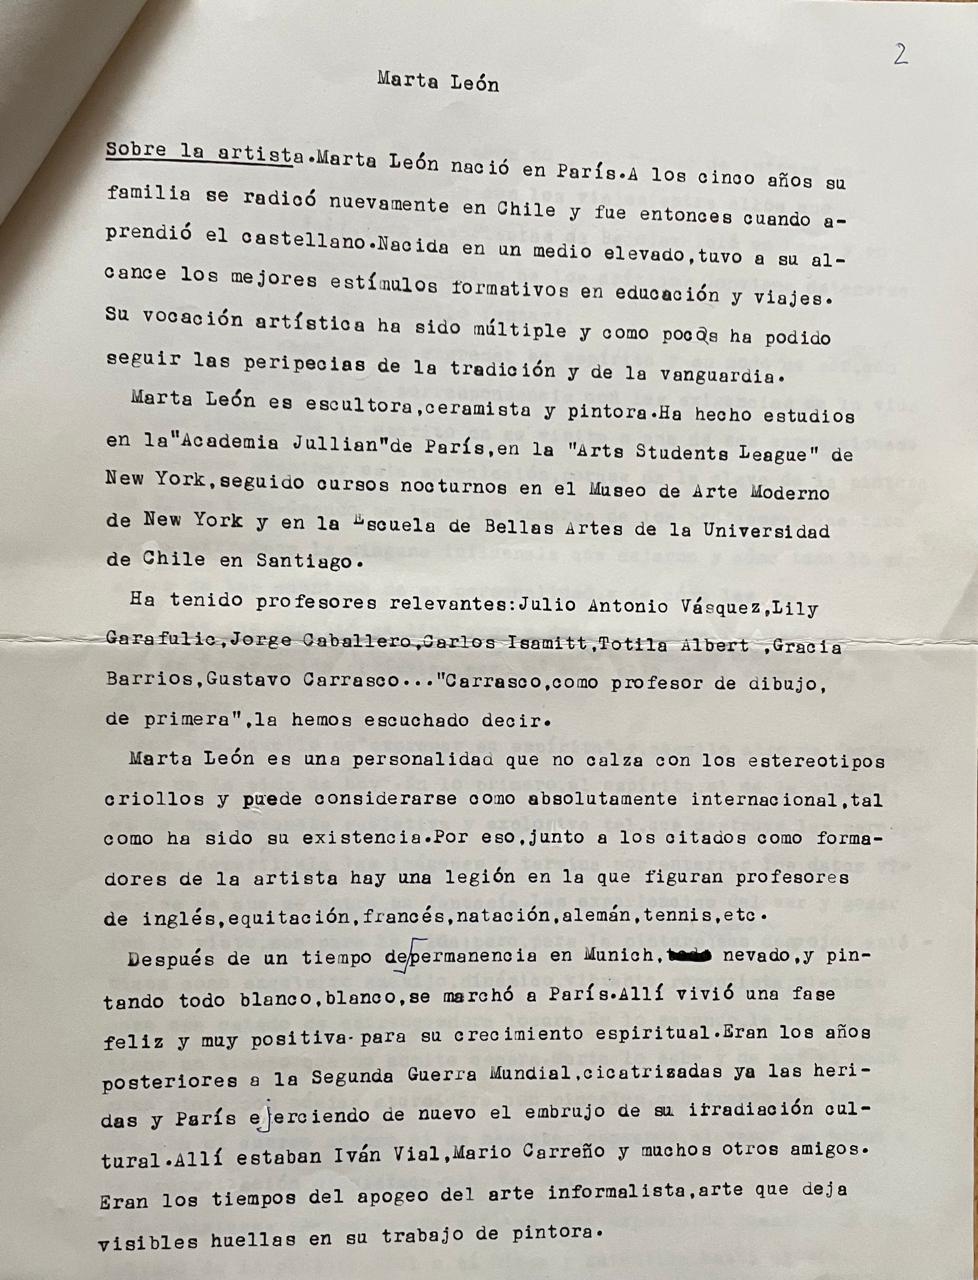 2
Marta León
Sobre la artista.Marta León nació en París.A los cinco años su
familia se radicó nuevamente en Chile y fue entonces cuando a-
prendió el castellano.Nacida en un medio elevado,tuvo a su al-
cance los mejores estímulos formativos en educación y viajes.
Su vocación artística ha sido múltiple y como pocas ha podido
seguir las peripecias de la tradición y de la vanguardia.
Marta León es escultora,ceramista y pintora.Ha hecho estudios
en la"Academia Jullian"de París,en la "Arts Students League" de
New York,seguido cursos nocturnos en el Museo de Arte Moderno
de New York y en la Escuela de Bellas Artes de la Universidad
de Chile en Santiago.
Ha tenido profesores relevantes:Julio Antonio Vásquez,Lily
Garafulic,Jorge Caballero,Carlos Isamitt,Totila Albert ,Gracia
Barrios,Gustavo Carrasco..."Carrasco,como profesor de dibujo,
de primera",la hemos escuchado decir.
Marta León es una personalidad que no calza con los estereotipos
criollos y puede considerarse como absolutamente internacional,tal
como ha sido su existencia.Por eso,junto a los citados como forma-
dores de la artista hay una legión en la que figuran profesores
de inglés,equitación,francés,natación,alemán,tennis,etc.
Después de un tiempo de permanencia en Munich, nevado,y pin-
tando todo blanco,blanco,se marchó a París.Allí vivió una fase
feliz y muy positiva para su crecimiento espiritual.Eran los años
posteriores a la Segunda Guerra Mundial,cicatrizadas ya las heri-
das y París ejerciendo de nuevo el embrujo de su irradiación cul-
tural.Allí estaban Iván Vial,Mario Carreño y muchos otros amigos.
Eran los tiempos del apogeo del arte informalista,arte que deja
visibles huellas en su trabajo de pintora.